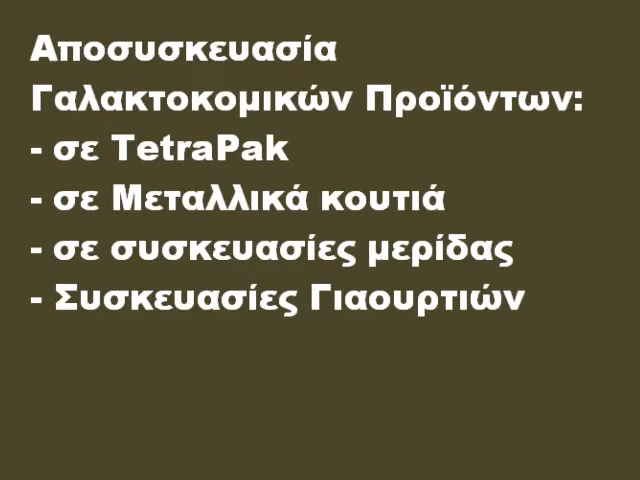 Αποσυσκευασία
Γαλακτοκομικών Προϊόντων:
- σε TetraPak
- σε Μεταλλικά κουτιά
- σε συσκευασίες μερίδας
- Συσκευασίες Γιαουρτιών